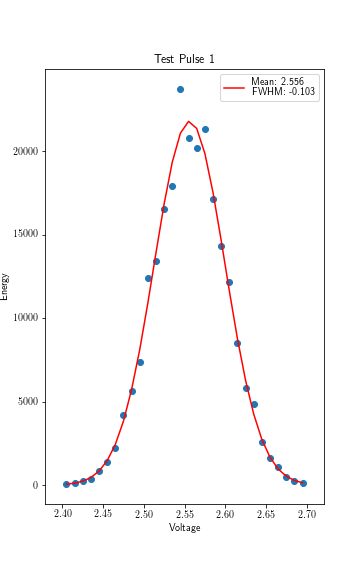 Test Pulse 1
Mean: 2.556
FWHM: -0.103
Energy
20000
15000
10000
5000
0
2.40 2.45 2.50 2.55 2.60 2.65 2.70
Voltage